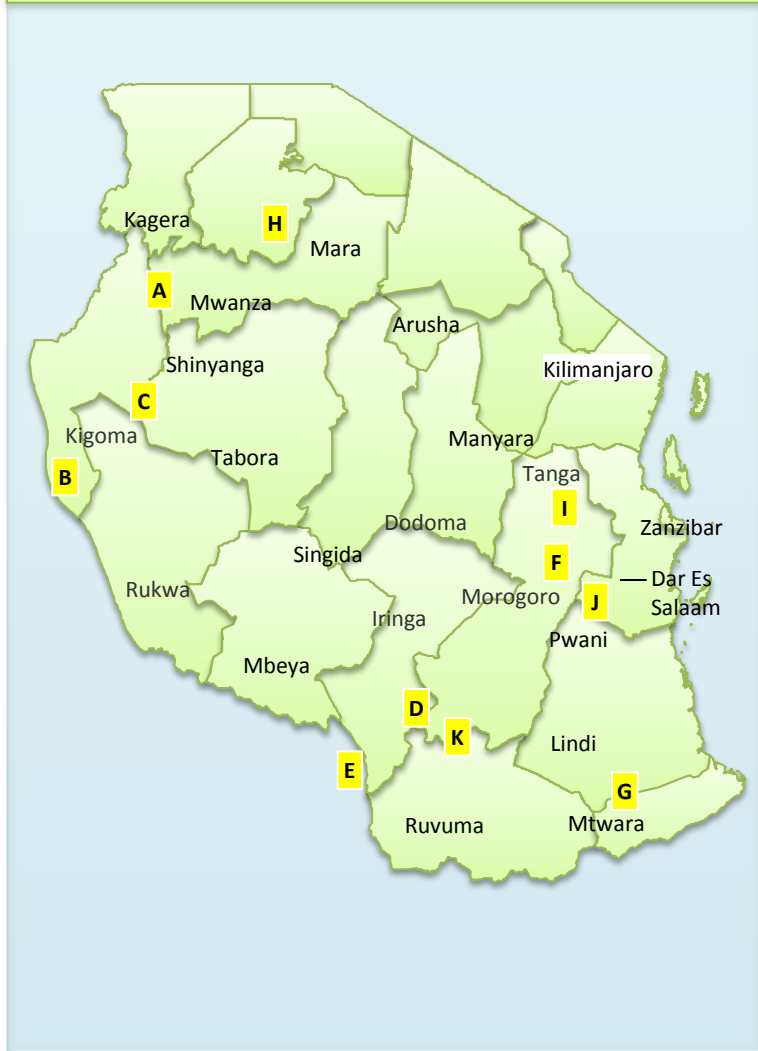 Kagera
H
Mara
A
Mwanza
Arusha
Shinyanga
Kilimanjaro
C
Kigoma
Manyara
Tabora
B
Tanga
I
Dodoma
Zanzibar
Singida
F
Dar Es
Salaam
Rukwa
Morogoro
J
Iringa
Pwani
Mbeya
D
K
Lindi
E
G
Ruvuma
Mtwara